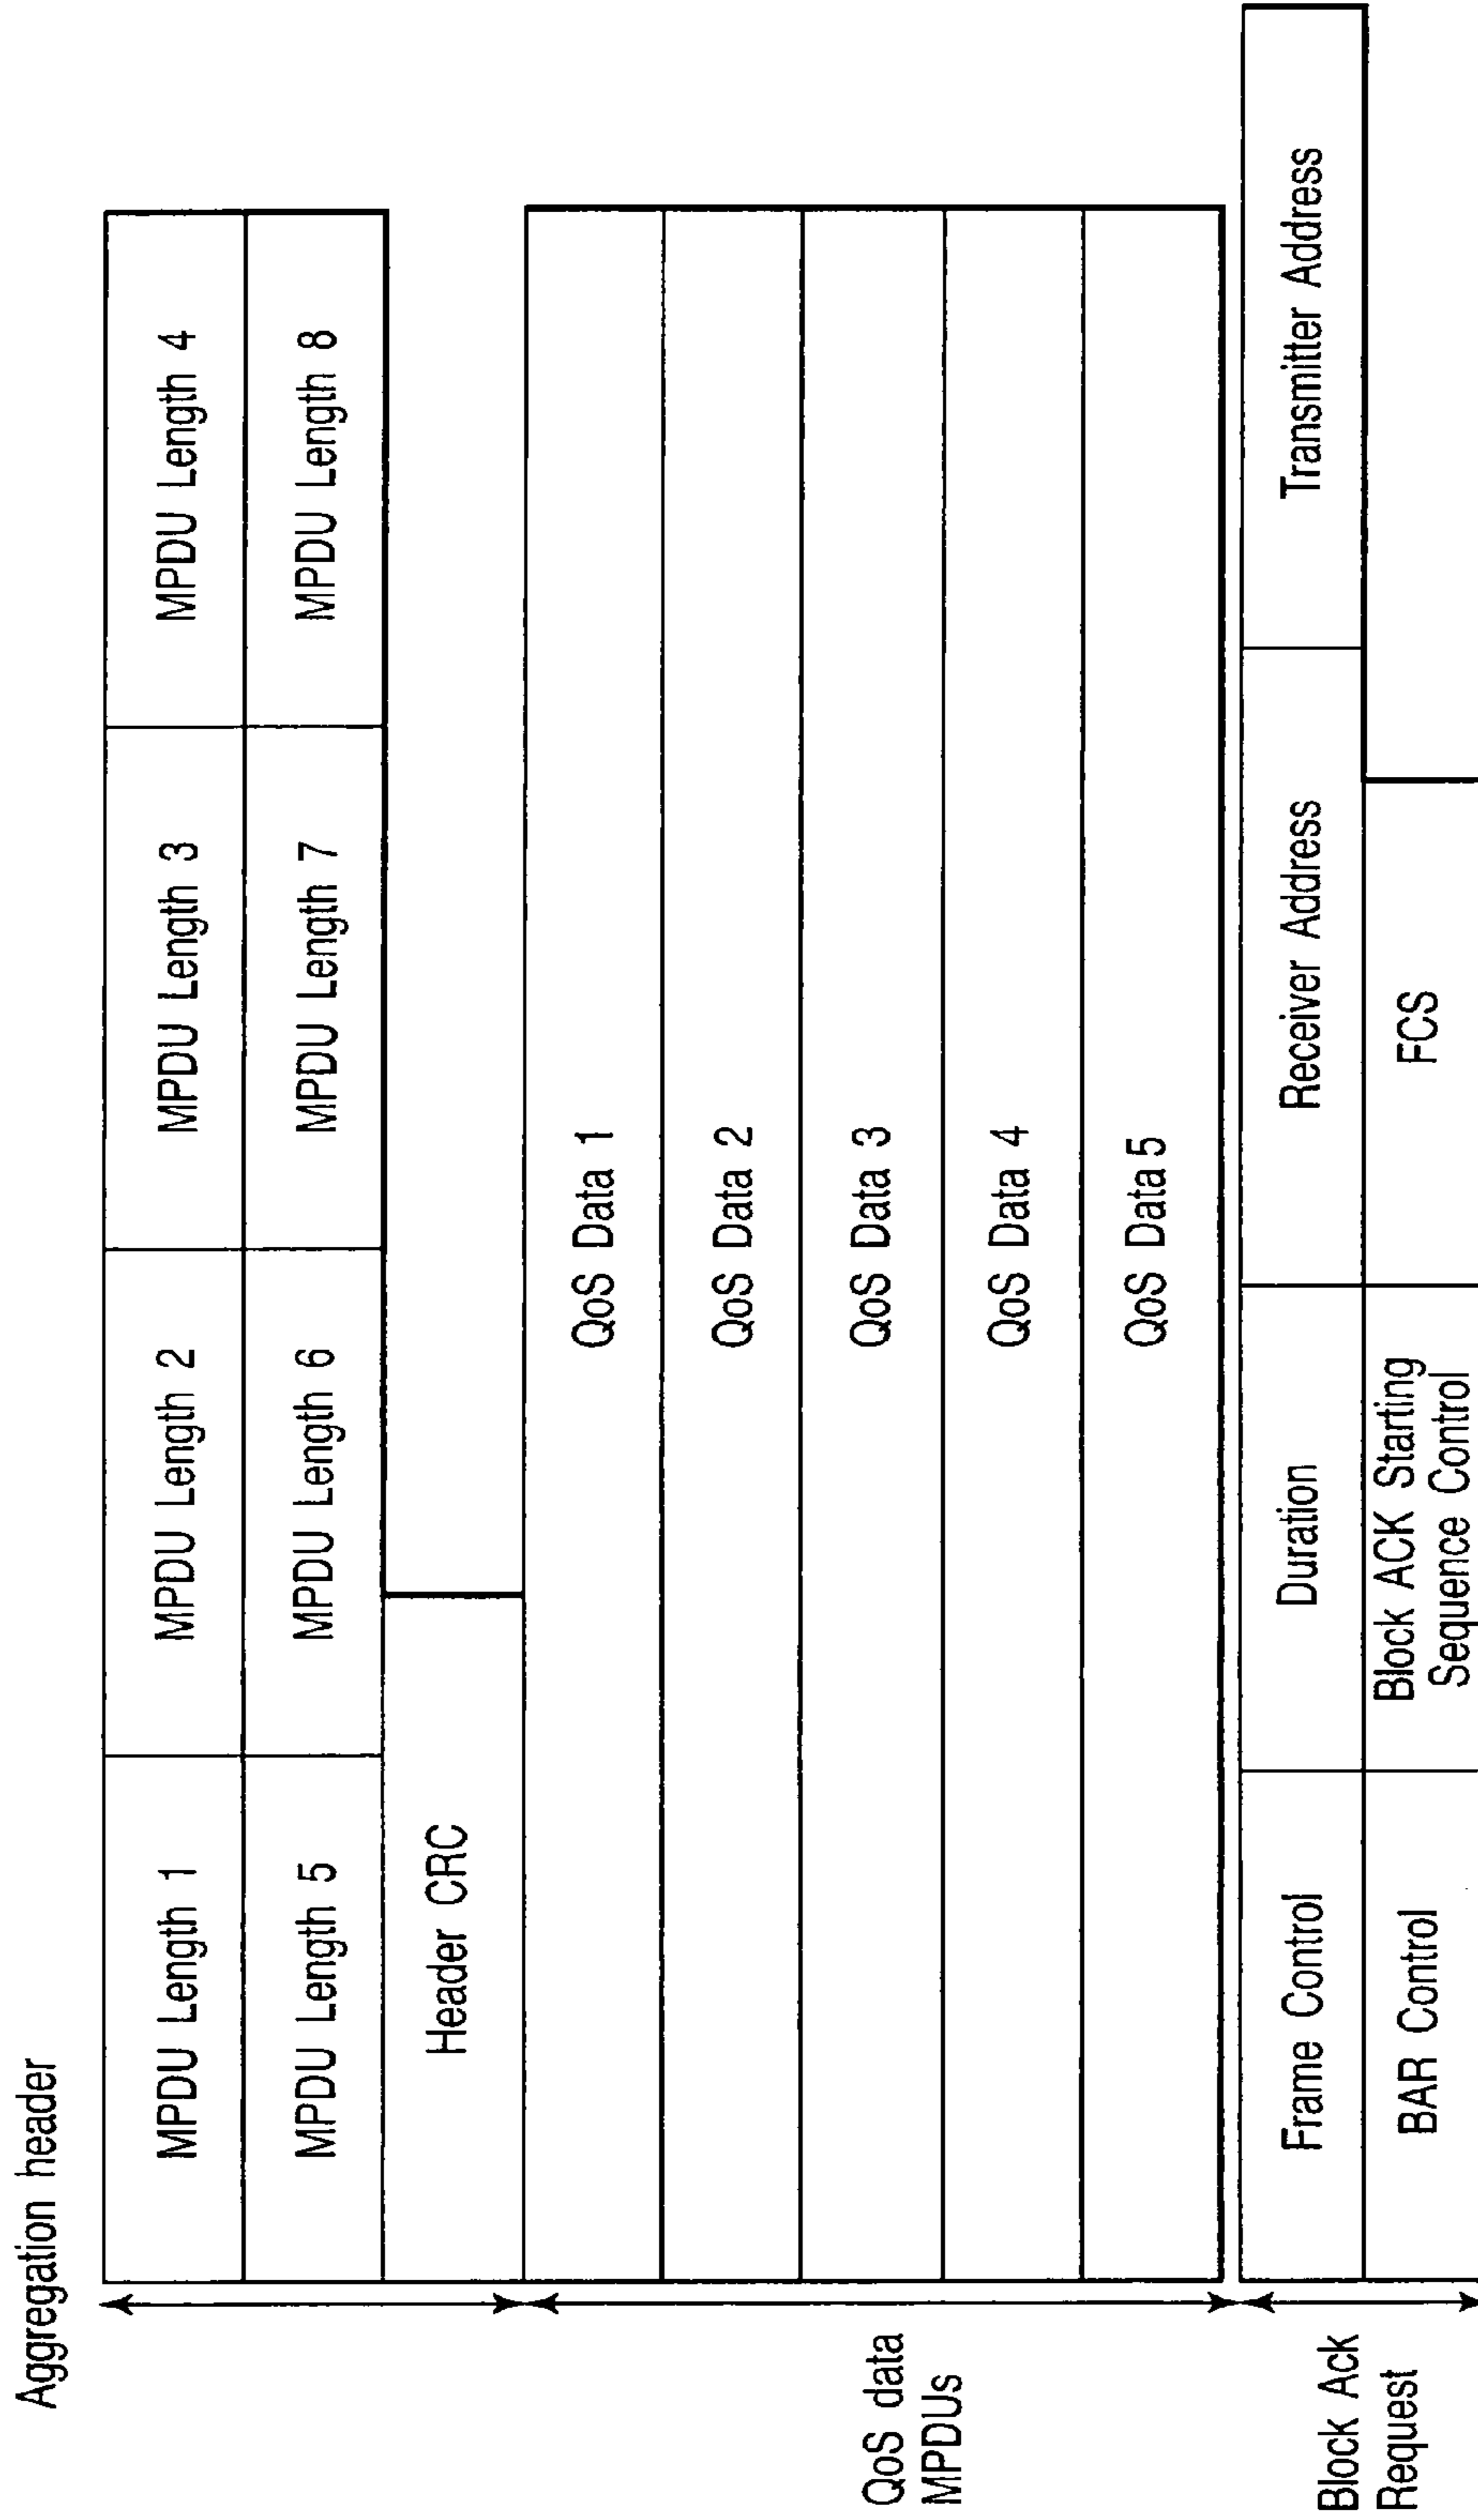 Aggregation header
MPDU Length 1
MPDU Length 2
MPDU Length 3
MPDU Length 4
MPDU Length 5
MPDU Length 6
MPDU Length 7
MPDU Length 8
Header CRC
QoS data
MPDUs
QoS Data 1
QoS Data 2
QoS Data 3
QoS Data 4
QoS Data 5
Block Ack
Request
Frame Control
Duration
Receiver Address
Transmitter Address
BAR Control
Block ACK Starting
Sequence Control
FCS